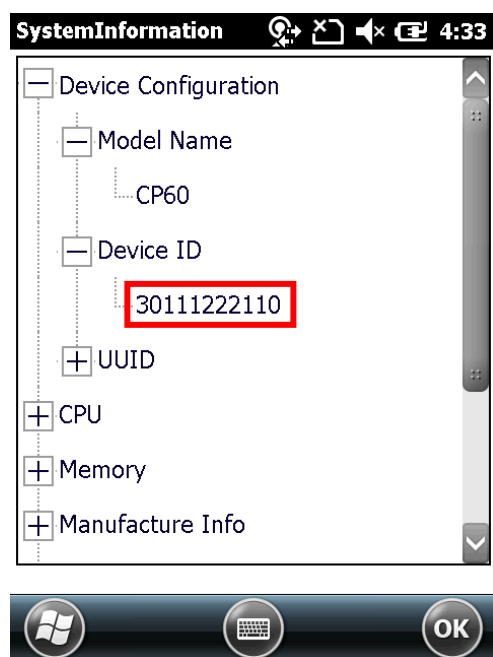 SystemInformation 4:33
Device Configuration
Model Name
CP60
Device ID
30111222110
UUID
CPU
Memory
Manufacture Info
OK